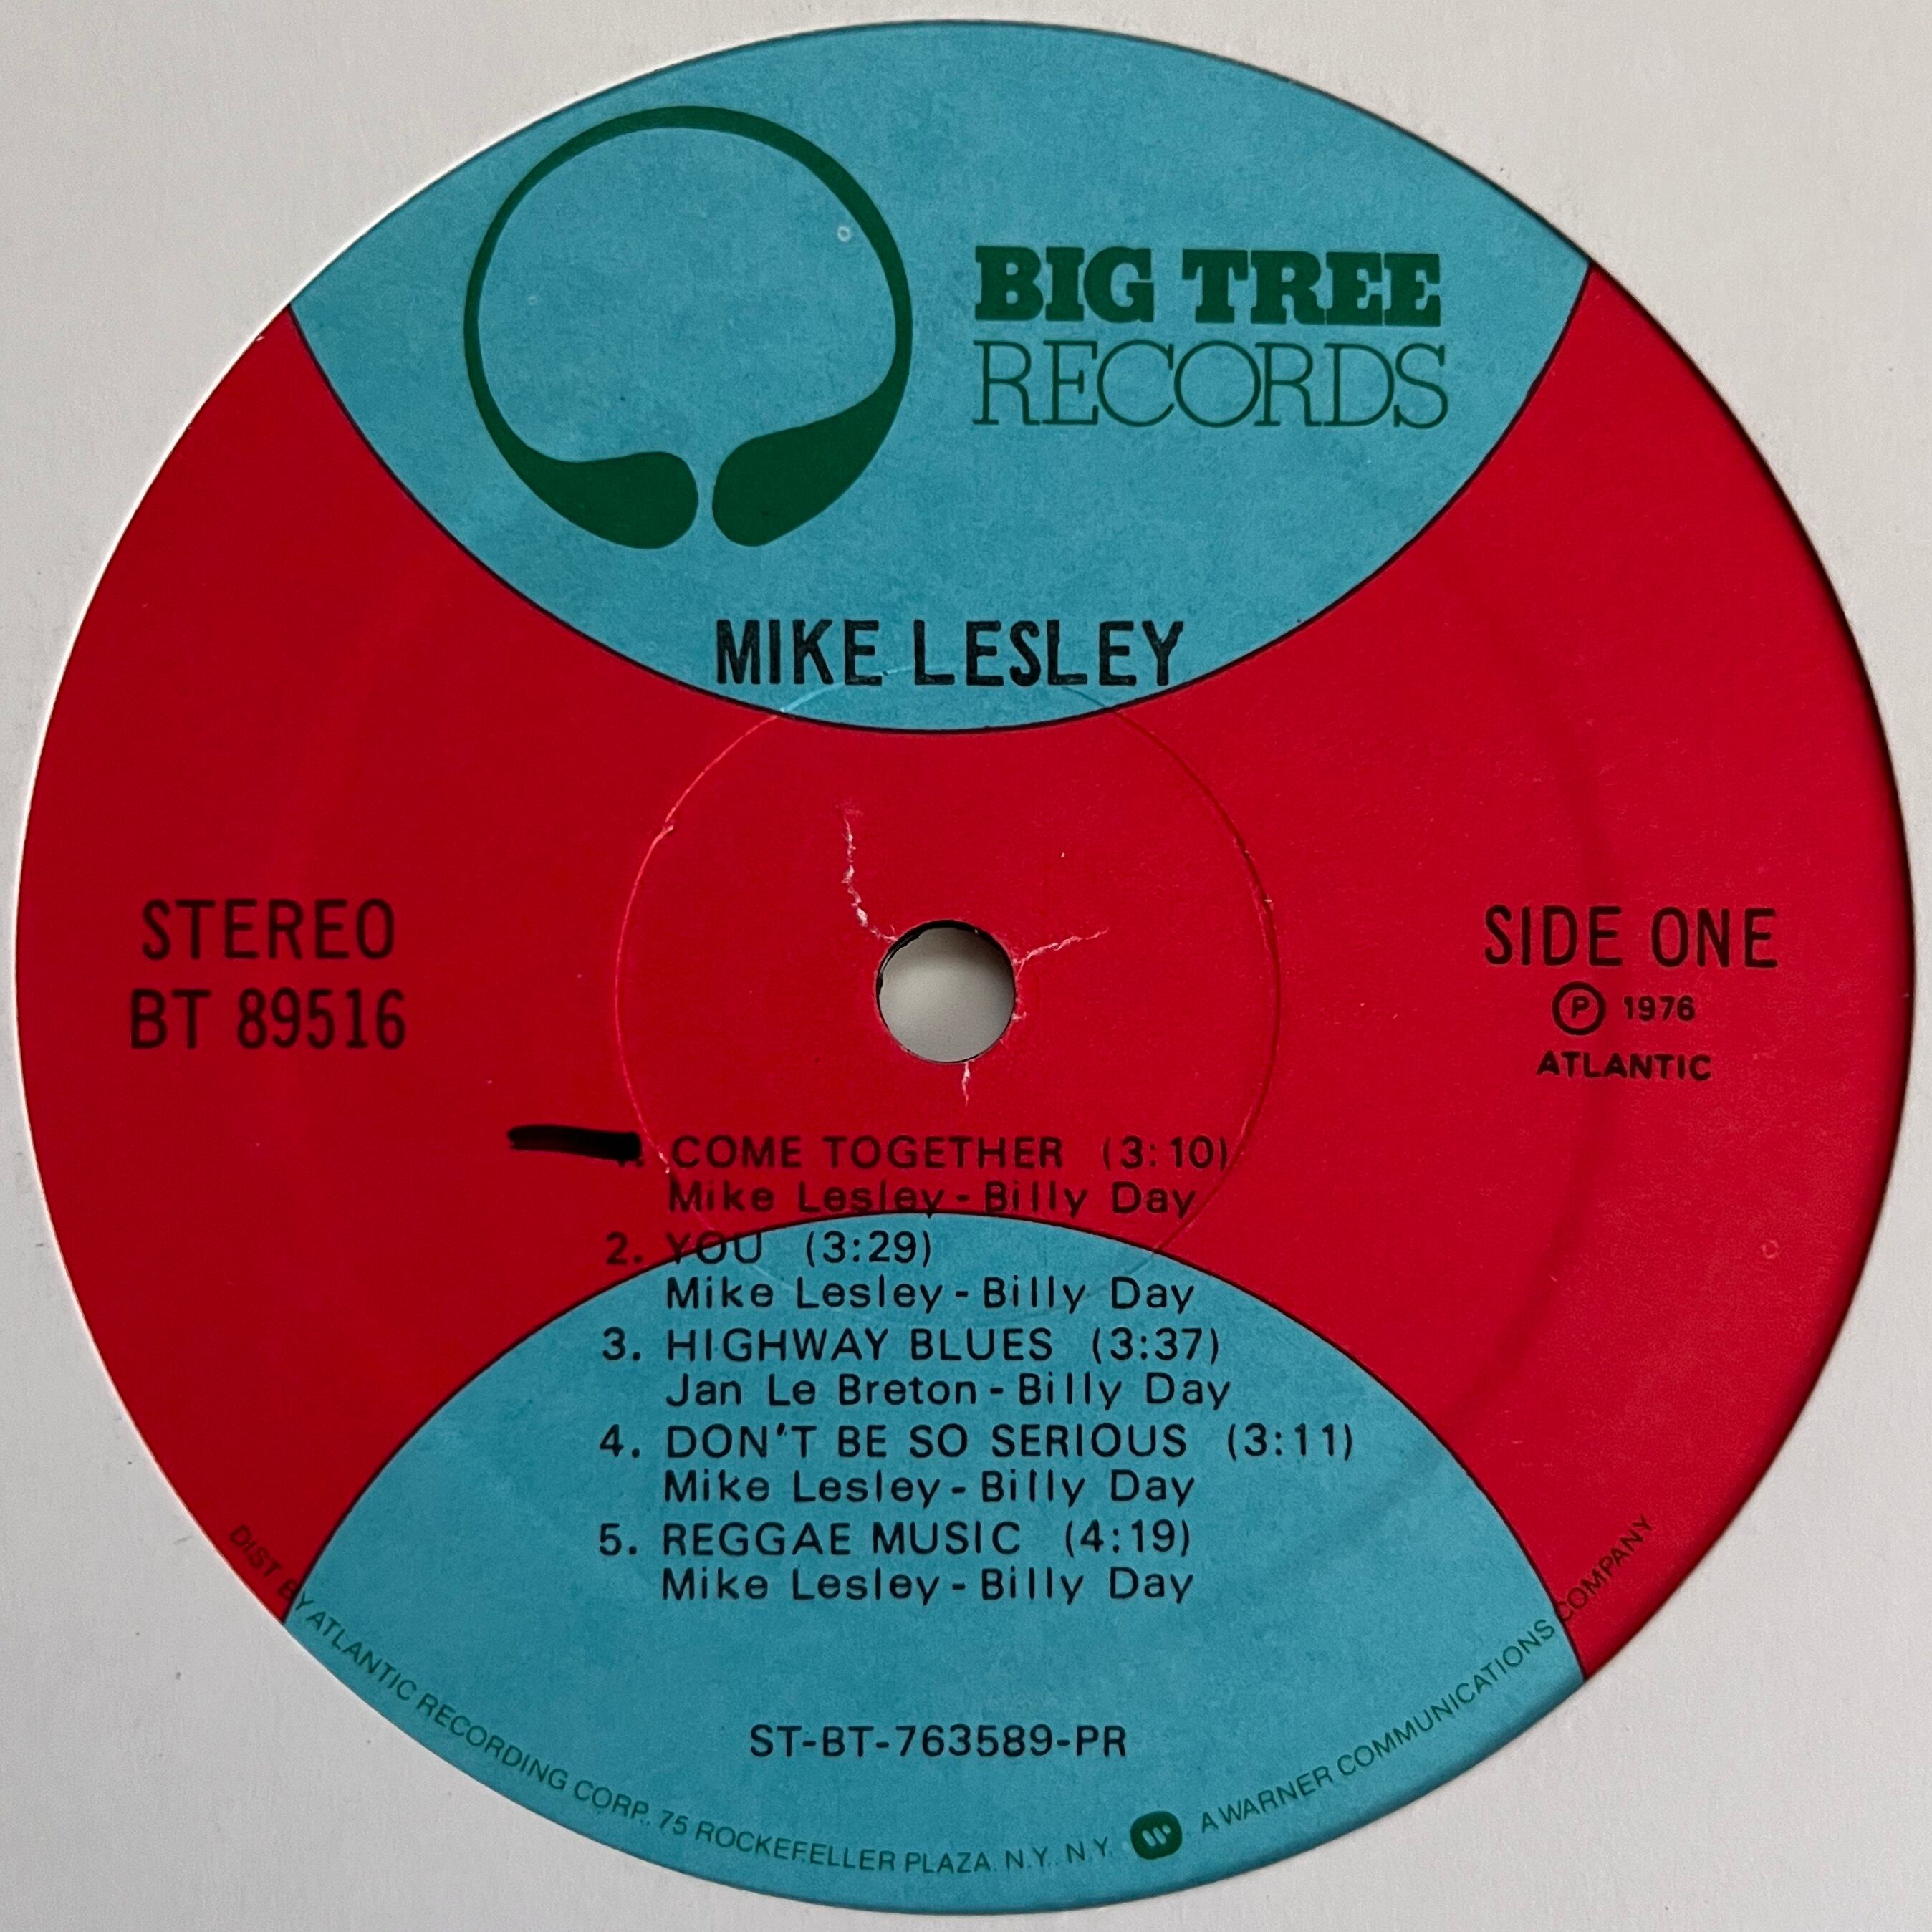 BIG TREE
RECORDS
MIKE LESLEY
STEREO
BT 89516
SIDE ONE
Ⓟ 1976
ATLANTIC
1. COME TOGETHER (3:10)
Mike Lesley - Billy Day
2. YOU (3:29)
Mike Lesley - Billy Day
3. HIGHWAY BLUES (3:37)
Jan Le Breton - Billy Day
4. DON'T BE SO SERIOUS (3:11)
Mike Lesley - Billy Day
5. REGGAE MUSIC (4:19)
Mike Lesley - Billy Day
ST-BT-763589-PR
DIST BY ATLANTIC RECORDING CORP. 75 ROCKEFELLER PLAZA. N.Y. N.Y. W A WARNER COMMUNICATIONS COMPANY